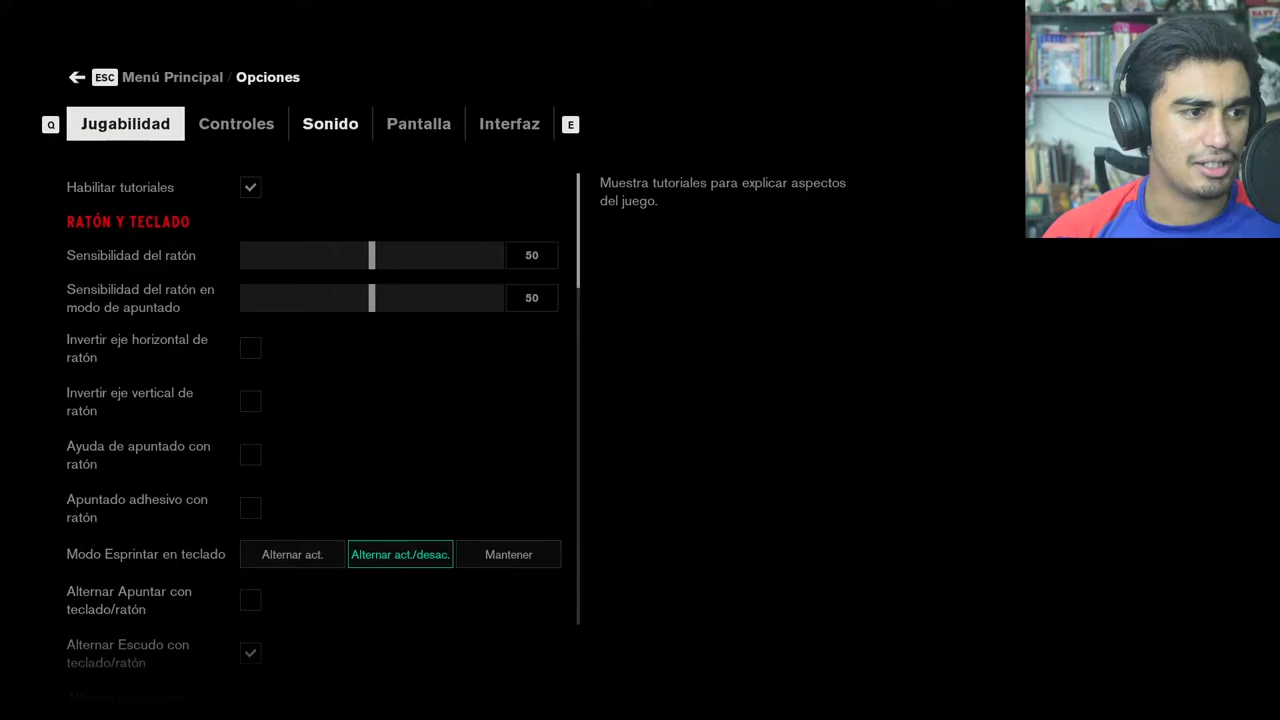 ESC Menú Principal / Opciones
Q Jugabilidad Controles Sonido Pantalla Interfaz E
Habilitar tutoriales
Muestra tutoriales para explicar aspectos
del juego.
RATÓN Y TECLADO
Sensibilidad del ratón 50
Sensibilidad del ratón en
modo de apuntado 50
Invertir eje horizontal de
ratón
Invertir eje vertical de
ratón
Ayuda de apuntado con
ratón
Apuntado adhesivo con
ratón
Modo Esprintar en teclado Alternar act. Alternar act./desac. Mantener
Alternar Apuntar con
teclado/ratón
Alternar Escudo con
teclado/ratón